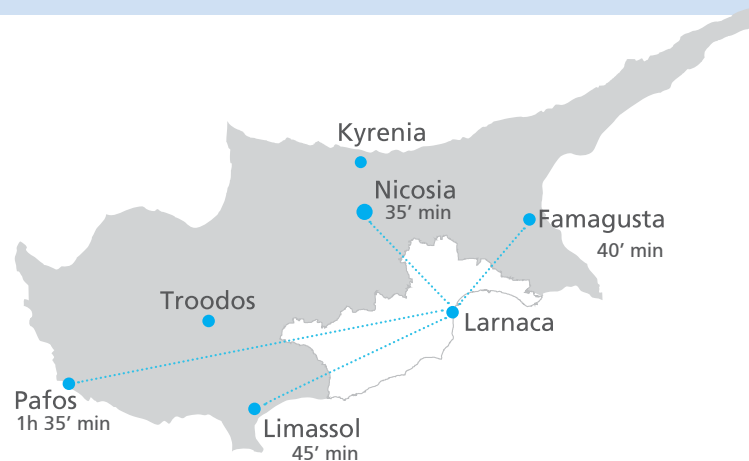 Kyrenia
Nicosia
35’ min
Famagusta
40’ min
Troodos
Larnaca
Pafos
1h 35’ min
Limassol
45’ min